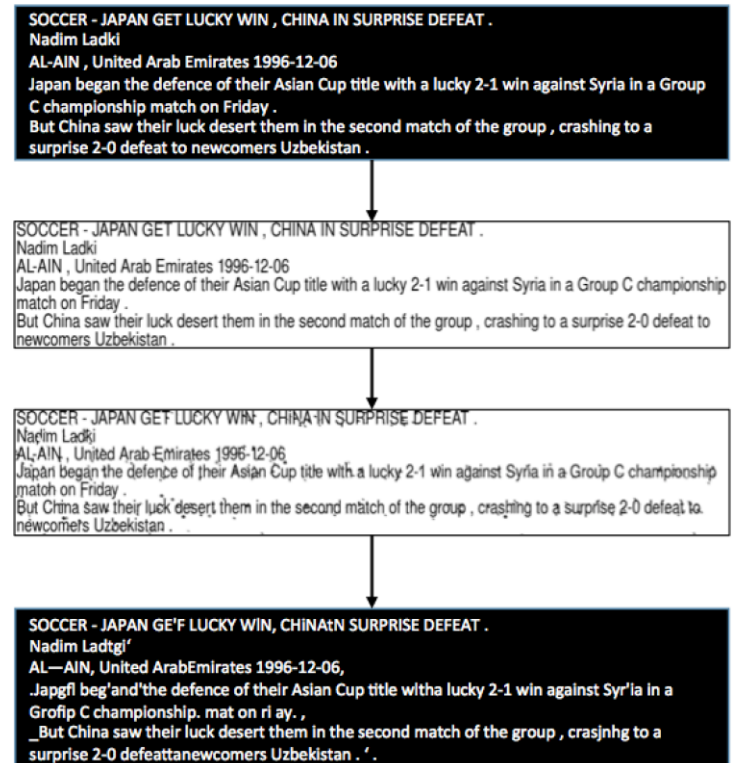 SOCCER - JAPAN GET LUCKY WIN , CHINA IN SURPRISE DEFEAT .
Nadim Ladki
AL-AIN , United Arab Emirates 1996-12-06
Japan began the defence of their Asian Cup title with a lucky 2-1 win against Syria in a Group
C championship match on Friday .
But China saw their luck desert them in the second match of the group , crashing to a
surprise 2-0 defeat to newcomers Uzbekistan .
SOCCER - JAPAN GET LUCKY WIN , CHINA IN SURPRISE DEFEAT .
Nadim Ladki
AL-AIN , United Arab Emirates 1996-12-06
Japan began the defence of their Asian Cup title with a lucky 2-1 win against Syria in a Group C championship
match on Friday .
But China saw their luck desert them in the second match of the group , crashing to a surprise 2-0 defeat to
newcomers Uzbekistan .
SOCCER - JAPAN GET LUCKY WIN , CHINA IN SURPRISE DEFEAT .
Nadim Ladki
AL-AIN , United Arab Emirates 1996-12-06
Japan began the defence of their Asian Cup title with a lucky 2-1 win against Syria in a Group C championship
match on Friday .
But China saw their luck desert them in the second match of the group , crashing to a surprise 2-0 defeat to
newcomers Uzbekistan .
SOCCER - JAPAN GE'F LUCKY WlN, CHiNAtN SURPRISE DEFEAT .
Nadim Ladtgi‘
AL—AIN, United ArabEmirates 1996-12-06,
.Japgfl beg'and'the defence of their Asian Cup title wltha lucky 2-1 win against Syr'ia in a
Grofip C championship. mat on ri ay. ,
_But China saw their luck desert them in the second match of the group , crasjnhg to a
surprise 2-0 defeattanewcomers Uzbekistan . ‘ .